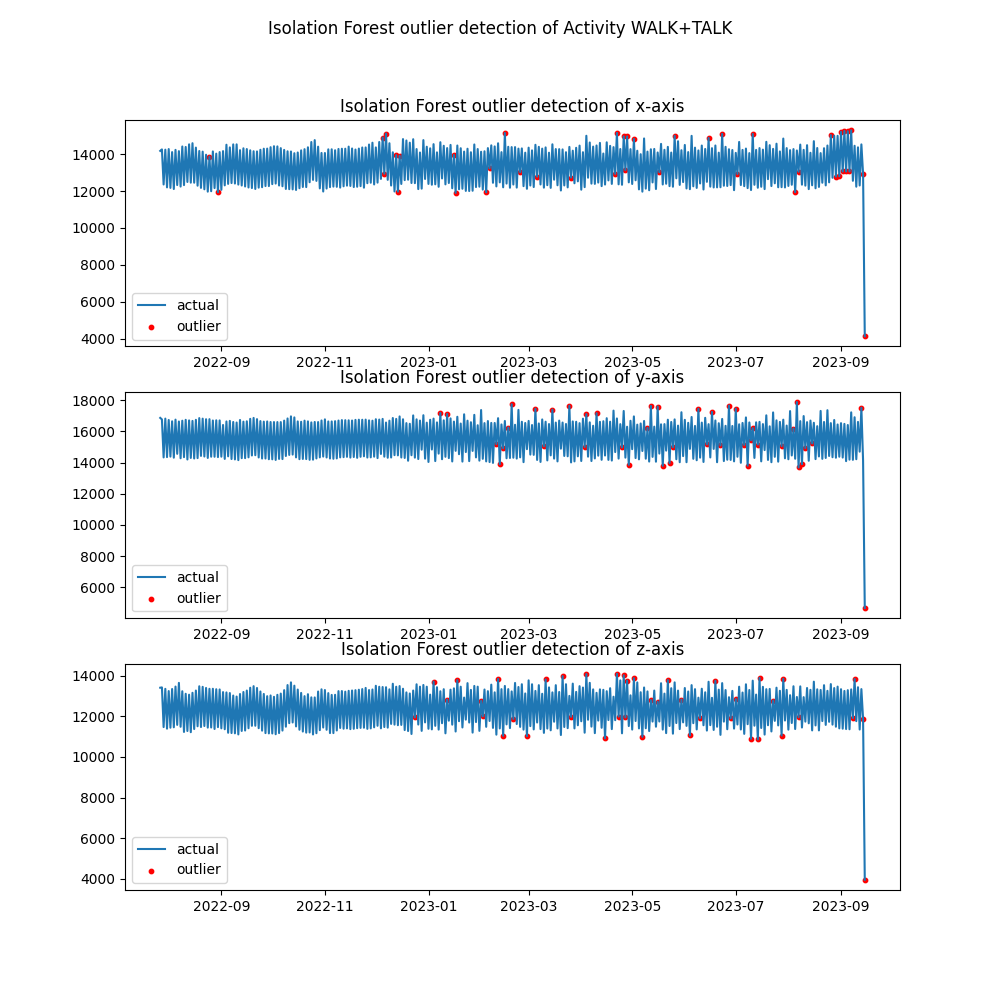 Isolation Forest outlier detection of Activity WALK+TALK
Isolation Forest outlier detection of x-axis
14000
12000
10000
8000
6000
4000
actual
outlier
2022-09 2022-11 2023-01 2023-03 2023-05 2023-07 2023-09
Isolation Forest outlier detection of y-axis
18000
16000
14000
12000
10000
8000
6000
actual
outlier
2022-09 2022-11 2023-01 2023-03 2023-05 2023-07 2023-09
Isolation Forest outlier detection of z-axis
14000
12000
10000
8000
6000
4000
actual
outlier
2022-09 2022-11 2023-01 2023-03 2023-05 2023-07 2023-09